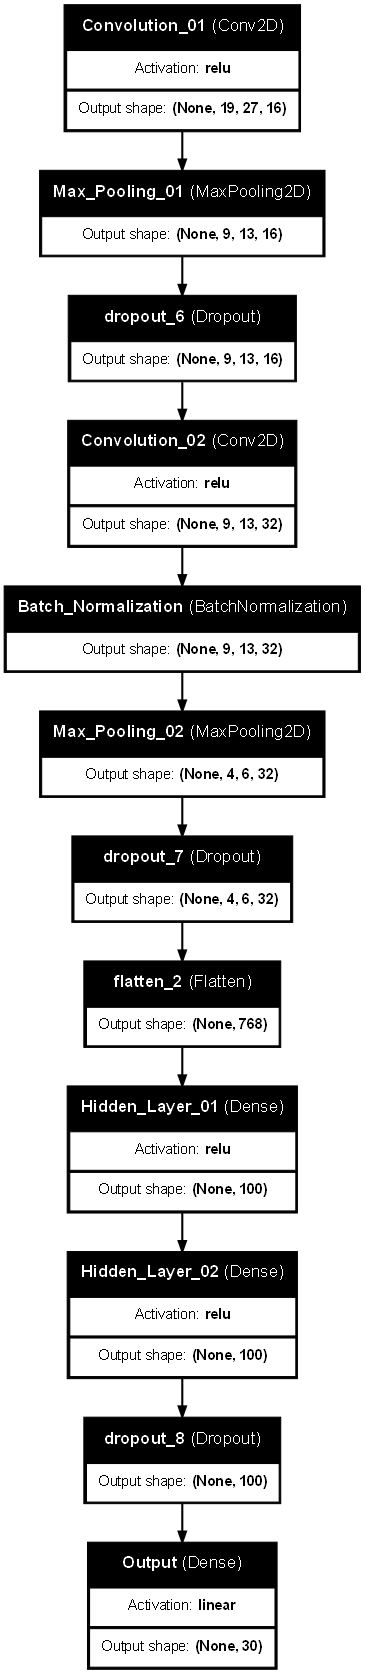 Convolution_01 (Conv2D)
Activation: relu
Output shape: (None, 19, 27, 16)
Max_Pooling_01 (MaxPooling2D)
Output shape: (None, 9, 13, 16)
dropout_6 (Dropout)
Output shape: (None, 9, 13, 16)
Convolution_02 (Conv2D)
Activation: relu
Output shape: (None, 9, 13, 32)
Batch_Normalization (BatchNormalization)
Output shape: (None, 9, 13, 32)
Max_Pooling_02 (MaxPooling2D)
Output shape: (None, 4, 6, 32)
dropout_7 (Dropout)
Output shape: (None, 4, 6, 32)
flatten_2 (Flatten)
Output shape: (None, 768)
Hidden_Layer_01 (Dense)
Activation: relu
Output shape: (None, 100)
Hidden_Layer_02 (Dense)
Activation: relu
Output shape: (None, 100)
dropout_8 (Dropout)
Output shape: (None, 100)
Output (Dense)
Activation: linear
Output shape: (None, 30)